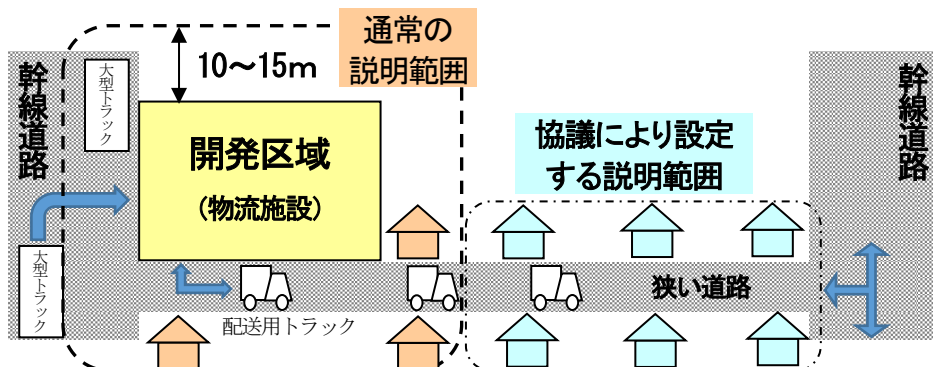 通常の
説明範囲
10～15m
幹線道路
大型トラック
開発区域
(物流施設)
協議により設定
する説明範囲
幹線道路
大型トラック
配送用トラック
狭い道路